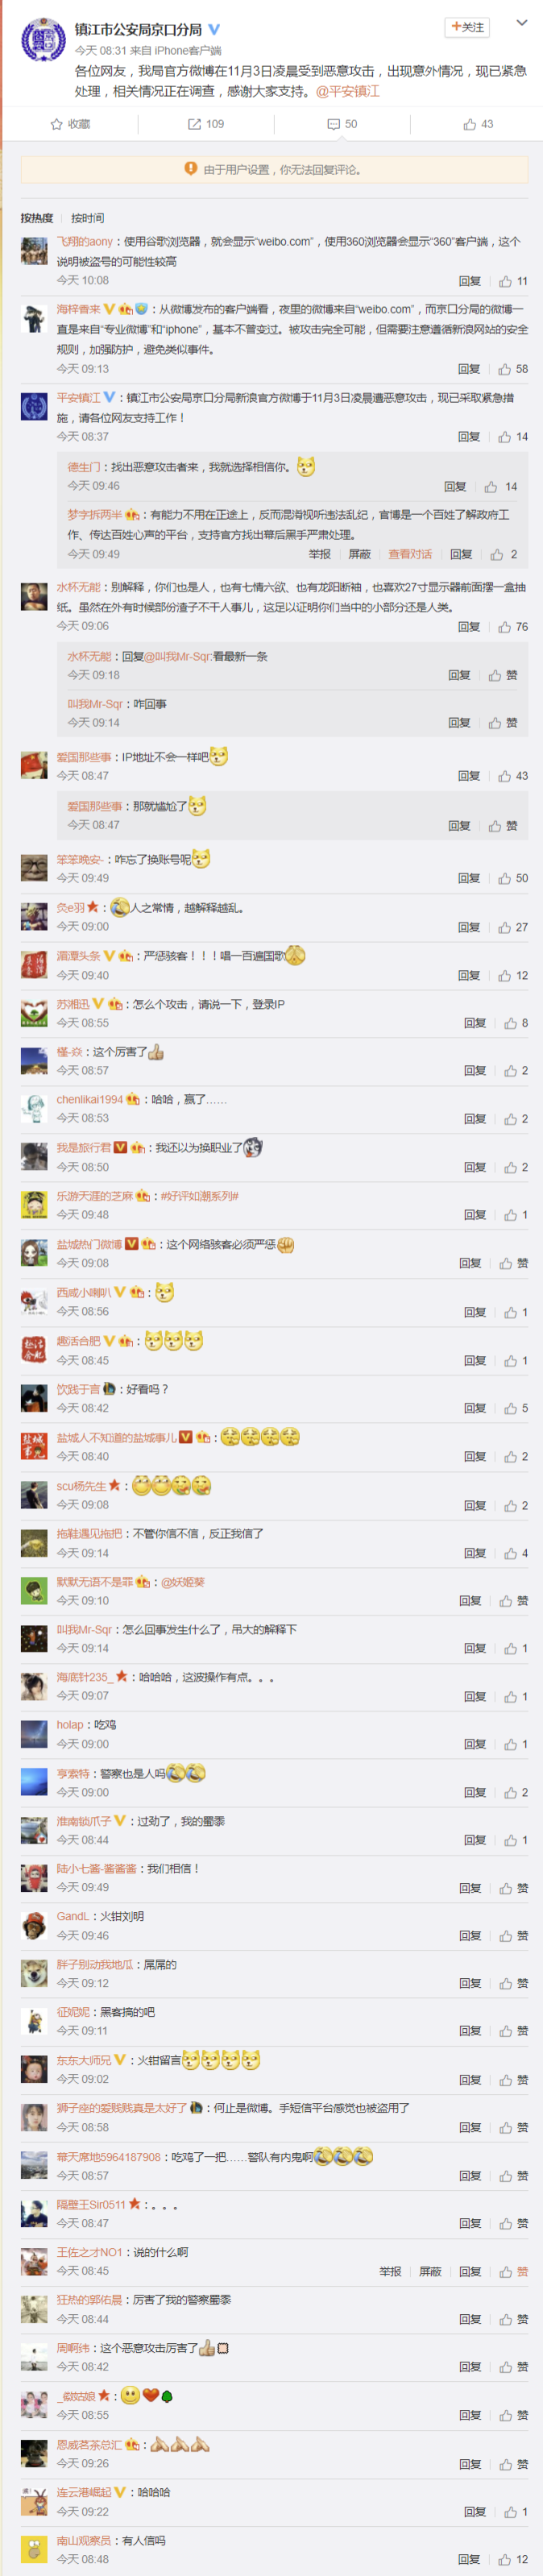 镇江市公安局京口分局
+关注
今天 08:31 来自 iPhone客户端
各位网友，我局官方微博在11月3日凌晨受到恶意攻击，出现意外情况，现已紧急
处理，相关情况正在调查，感谢大家支持。@平安镇江
收藏 109 50 43
由于用户设置，你无法回复评论。
按热度 按时间
飞翔的aony：使用谷歌浏览器，就会显示“weibo.com”，使用360浏览器会显示“360”客户端，这个
说明被盗号的可能性较高
今天 10:08 回复 11
海梓香来：从微博发布的客户端看，夜里的微博来自“weibo.com”，而京口分局的微博一
直是来自“专业微博”和“iphone”，基本不曾变过。被攻击完全可能，但需要注意遵循新浪网站的安全
规则，加强防护，避免类似事件。
今天 09:13 回复 58
平安镇江：镇江市公安局京口分局新浪官方微博于11月3日凌晨遭恶意攻击，现已采取紧急措
施，请各位网友支持工作！
今天 08:37 回复 14
德生门：找出恶意攻击者来，我就选择相信你。
今天 09:46 回复 14
梦字拆两半：有能力不用在正途上，反而混淆视听违法乱纪，官博是一个百姓了解政府工
作、传达百姓心声的平台，支持官方找出幕后黑手严肃处理。
今天 09:49 举报 屏蔽 查看对话 回复 2
水杯无能：别解释，你们也是人，也有七情六欲、也有龙阳断袖，也喜欢27寸显示器前面摆一盒抽
纸。虽然在外有时候部份渣子不干人事儿，这足以证明你们当中的小部分还是人类。
今天 09:06 回复 76
水杯无能：回复@叫我Mr-Sqr:看最新一条
今天 09:18 回复 赞
叫我Mr-Sqr：咋回事
今天 09:14 回复 赞
爱国那些事：IP地址不会一样吧
今天 08:47 回复 43
爱国那些事：那就尴尬了
今天 08:47 回复 赞
笨笨晚安-：咋忘了换账号呢
今天 09:49 回复 50
灸e羽：人之常情，越解释越乱。
今天 09:00 回复 27
湄潭头条：严惩骇客！！！唱一百遍国歌
今天 09:40 回复 12
苏湘迅：怎么个攻击，请说一下，登录IP
今天 08:55 回复 8
槿-焱：这个厉害了
今天 08:57 回复 2
chenlikai1994：哈哈，赢了……
今天 08:53 回复 2
我是旅行君：我还以为换职业了
今天 08:50 回复 2
乐游天涯的芝麻：#好评如潮系列#
今天 09:48 回复 1
盐城热门微博：这个网络骇客必须严惩
今天 09:08 回复 赞
西咸小喇叭：
今天 08:56 回复 1
趣活合肥：
今天 08:45 回复 1
饮践于言：好看吗？
今天 08:42 回复 5
盐城人不知道的盐城事儿：
今天 08:40 回复 2
scu杨先生：
今天 09:08 回复 2
拖鞋遇见拖把：不管你信不信，反正我信了
今天 09:14 回复 4
默默无语不是罪：@妖姬葵
今天 09:10 回复 赞
叫我Mr-Sqr：怎么回事发生什么了，吊大的解释下
今天 09:14 回复 1
海底针235_：哈哈哈，这波操作有点。。。
今天 09:07 回复 1
holap：吃鸡
今天 09:00 回复 1
亨索特：警察也是人吗
今天 09:00 回复 2
淮南锁爪子：过劲了，我的蜀黍
今天 08:44 回复 1
陆小七酱-酱酱酱：我们相信！
今天 09:49 回复 赞
GandL：火钳刘明
今天 09:46 回复 赞
胖子别动我地瓜：屌屌的
今天 09:12 回复 赞
征妮妮：黑客搞的吧
今天 09:11 回复 赞
东东大师兄：火钳留言
今天 09:02 回复 赞
狮子座的爱贱贱真是太好了：何止是微博。手短信平台感觉也被盗用了
今天 08:58 回复 赞
幕天席地5964187908：吃鸡了一把……警队有内鬼啊
今天 08:57 回复 赞
隔壁王Sir0511：。。。
今天 08:47 回复 赞
王佐之才NO1：说的什么啊
今天 08:45 举报 屏蔽 回复 赞
狂热的郭佑晨：厉害了我的警察蜀黍
今天 08:44 回复 赞
周啊纬：这个恶意攻击厉害了
今天 08:42 回复 赞
_微姑娘：
今天 08:55 回复 赞
恩威茗茶总汇：
今天 09:26 回复 赞
连云港崛起：哈哈哈
今天 09:22 回复 1
南山观察员：有人信吗
今天 08:48 回复 12